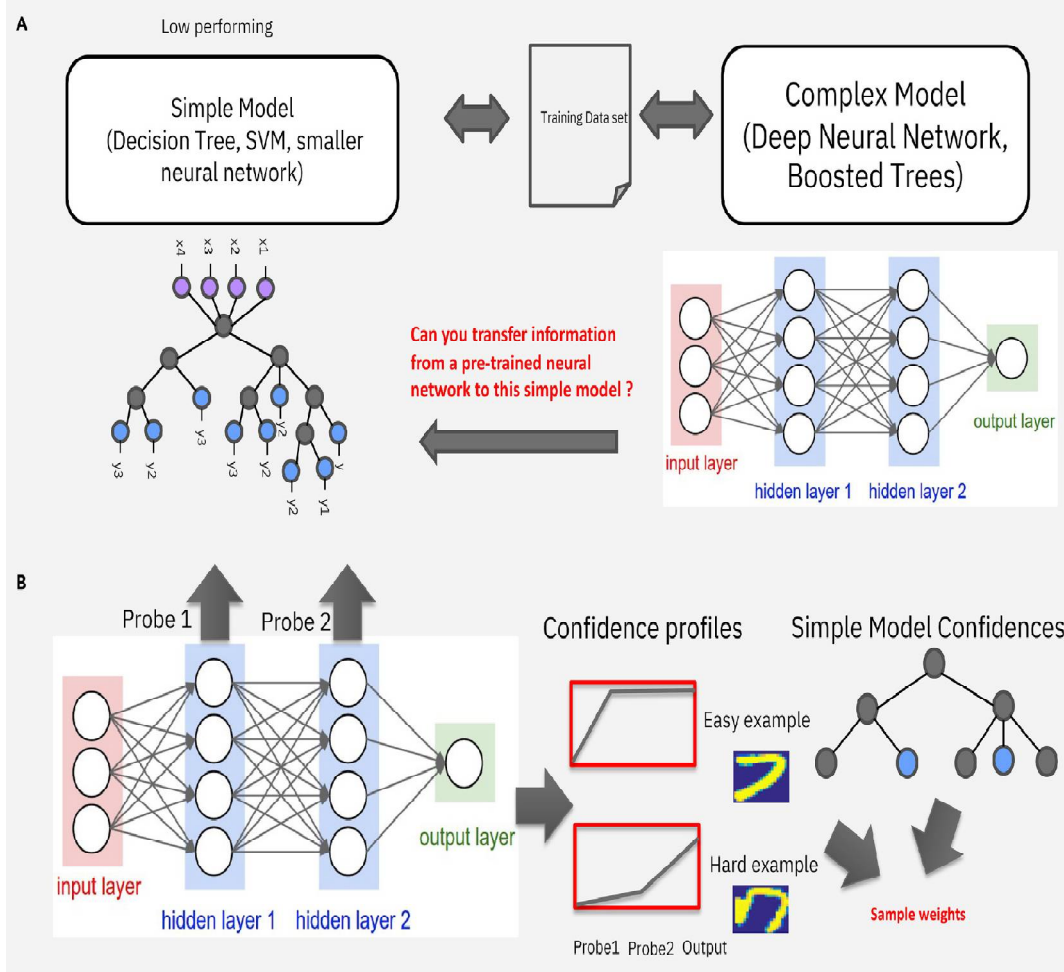 A
Low performing
Simple Model
(Decision Tree, SVM, smaller
neural network)
Training Data set
Complex Model
(Deep Neural Network,
Boosted Trees)
x4
x3
x2
x1
y3
y2
y3
y3
y2
y2
y2
y1
y
Can you transfer information
from a pre-trained neural
network to this simple model ?
input layer
hidden layer 1
hidden layer 2
output layer
B
Probe 1
Probe 2
input layer
hidden layer 1
hidden layer 2
output layer
Confidence profiles
Easy example
Hard example
Probe1
Probe2
Output
Simple Model Confidences
Sample weights